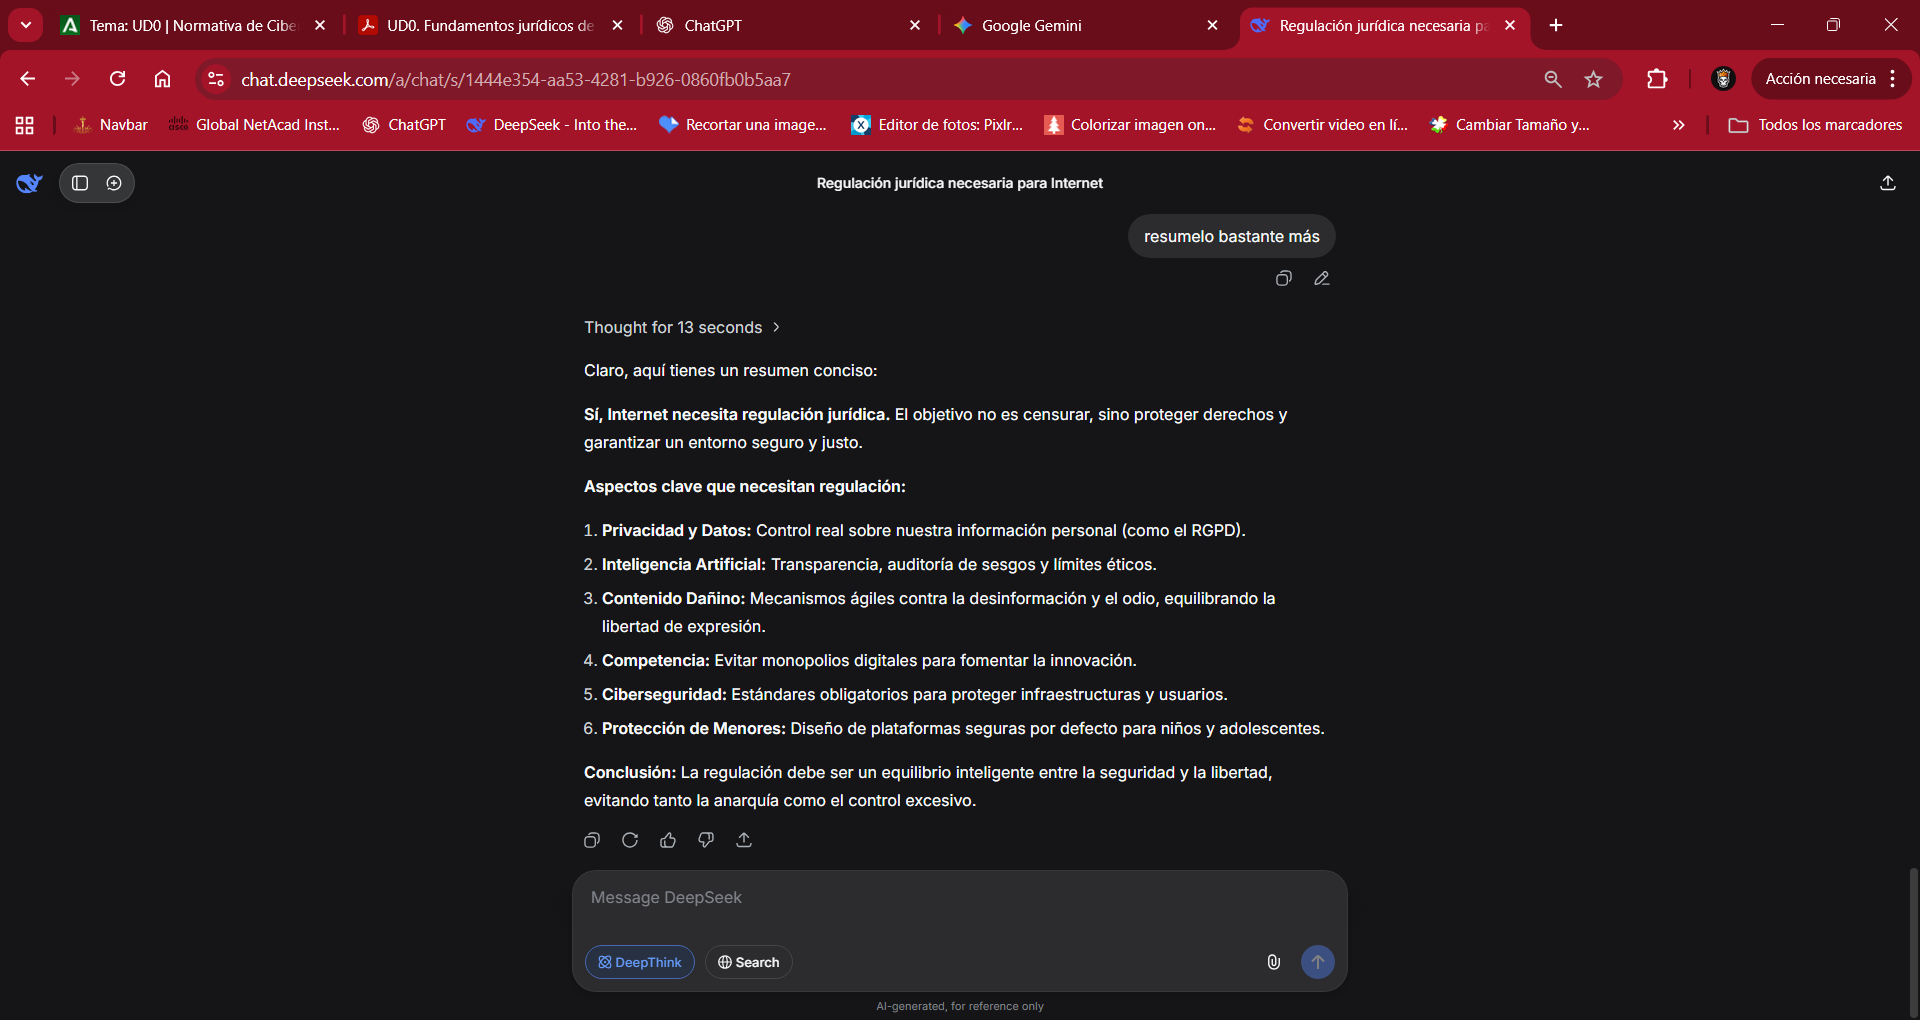 Tema: UD0 | Normativa de Cibe
UD0. Fundamentos jurídicos de
ChatGPT
Google Gemini
Regulación jurídica necesaria pa
chat.deepseek.com/a/chat/s/1444e354-aa53-4281-b926-0860fb0b5aa7
Acción necesaria
Navbar
Global NetAcad Inst...
ChatGPT
DeepSeek - Into the...
Recortar una image...
Editor de fotos: Pixlr...
Colorizar imagen on...
Convertir video en lí...
Cambiar Tamaño y...
Todos los marcadores
Regulación jurídica necesaria para Internet
resumelo bastante más
Thought for 13 seconds
Claro, aquí tienes un resumen conciso:
Sí, Internet necesita regulación jurídica. El objetivo no es censurar, sino proteger derechos y
garantizar un entorno seguro y justo.
Aspectos clave que necesitan regulación:
1. Privacidad y Datos: Control real sobre nuestra información personal (como el RGPD).
2. Inteligencia Artificial: Transparencia, auditoría de sesgos y límites éticos.
3. Contenido Dañino: Mecanismos ágiles contra la desinformación y el odio, equilibrando la
libertad de expresión.
4. Competencia: Evitar monopolios digitales para fomentar la innovación.
5. Ciberseguridad: Estándares obligatorios para proteger infraestructuras y usuarios.
6. Protección de Menores: Diseño de plataformas seguras por defecto para niños y adolescentes.
Conclusión: La regulación debe ser un equilibrio inteligente entre la seguridad y la libertad,
evitando tanto la anarquía como el control excesivo.
Message DeepSeek
DeepThink
Search
AI-generated, for reference only